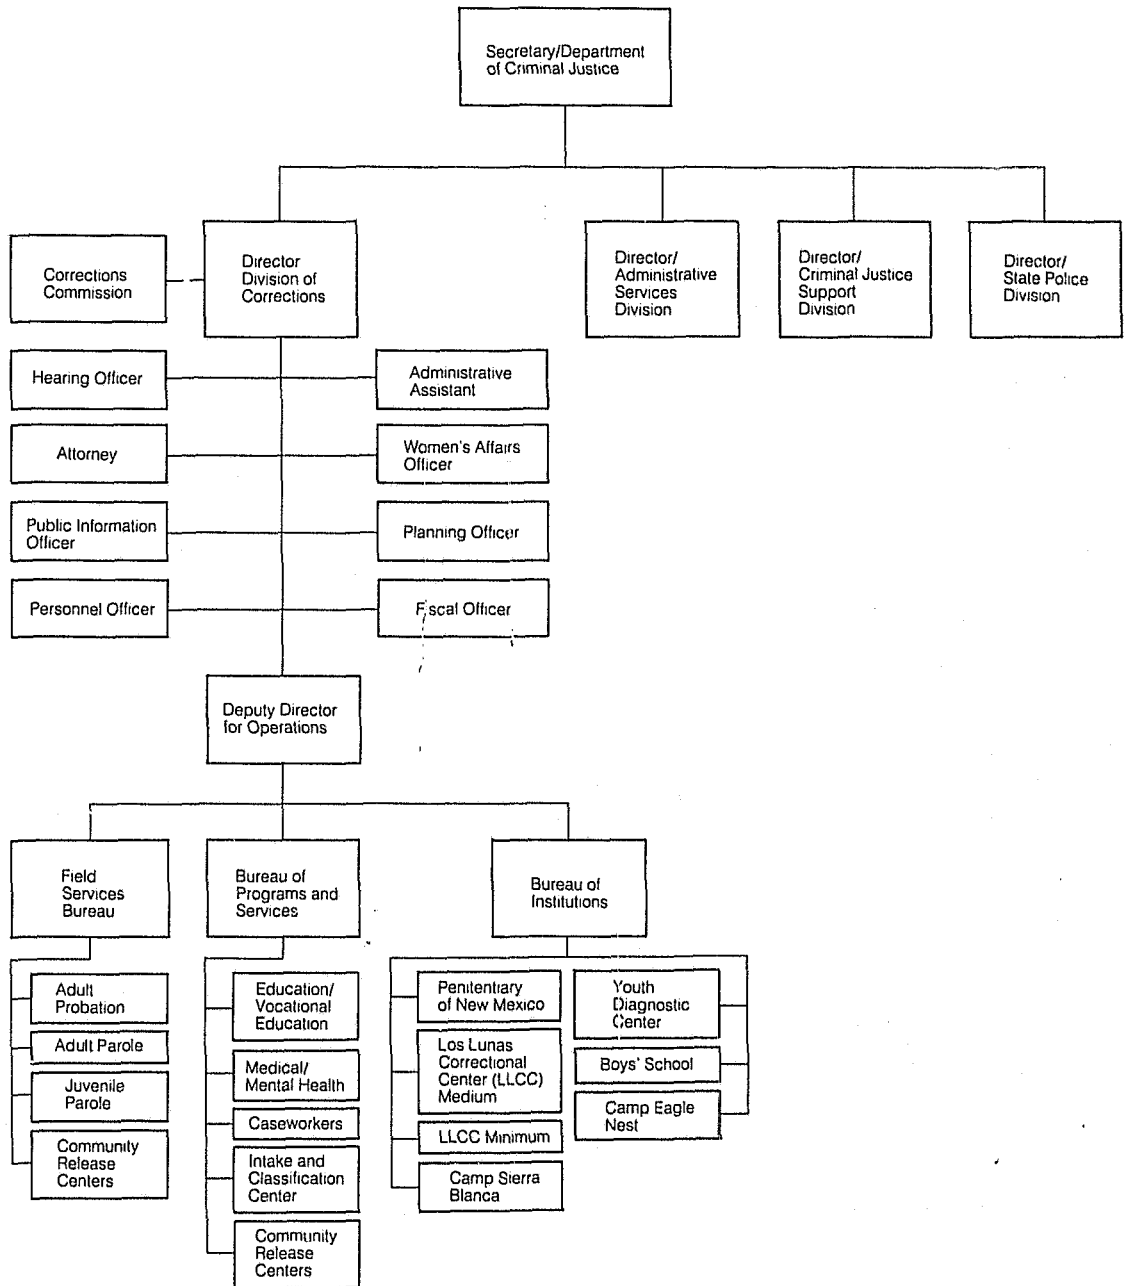 Secretary/Department
of Criminal Justice
Corrections
Commission
Director
Division of
Corrections
Director/
Administrative
Services
Division
Director/
Criminal Justice
Support
Division
Director/
State Police
Division
Hearing Officer
Administrative
Assistant
Attorney
Women's Affairs
Officer
Public Information
Officer
Planning Officer
Personnel Officer
Fiscal Officer
Deputy Director
for Operations
Field
Services
Bureau
Bureau of
Programs and
Services
Bureau of
Institutions
Adult
Probation
Adult Parole
Juvenile
Parole
Community
Release
Centers
Education/
Vocational
Education
Medical/
Mental Health
Caseworkers
Intake and
Classification
Center
Community
Release
Centers
Penitentiary
of New Mexico
Los Lunas
Correctional
Center (LLCC)
Medium
LLCC Minimum
Camp Sierra
Blanca
Youth
Diagnostic
Center
Boys' School
Camp Eagle
Nest